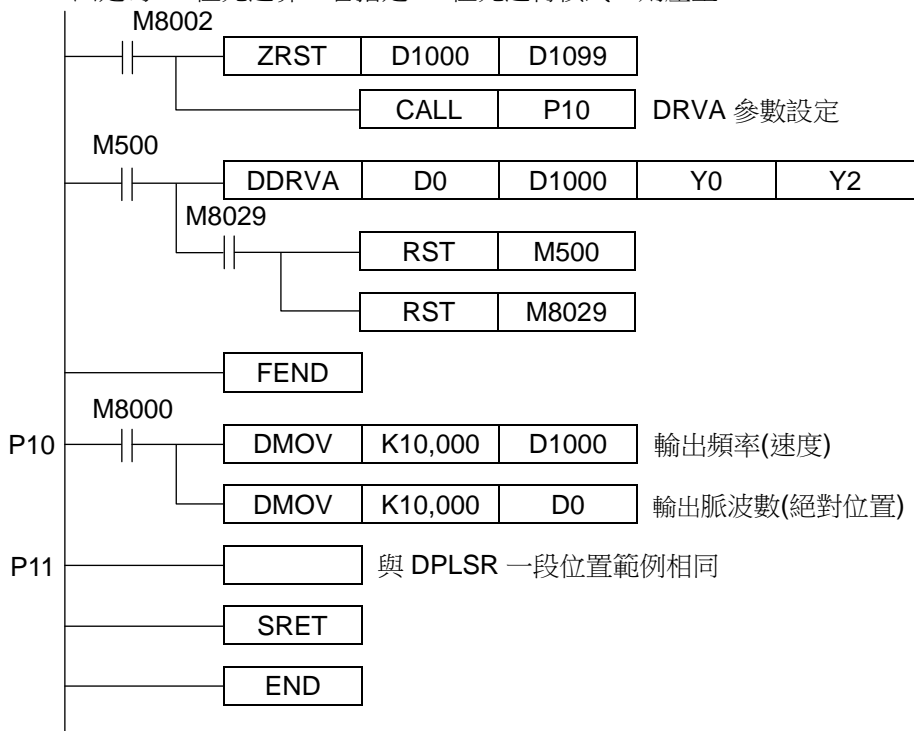 M8002
ZRST D1000 D1099
CALL P10 DRVA 參數設定
M500
DDRVA D0 D1000 Y0 Y2
M8029
RST M500
RST M8029
FEND
M8000
P10 DMOV K10,000 D1000 輸出頻率(速度)
DMOV K10,000 D0 輸出脈波數(絕對位置)
P11 與 DPLSR 一段位置範例相同
SRET
END